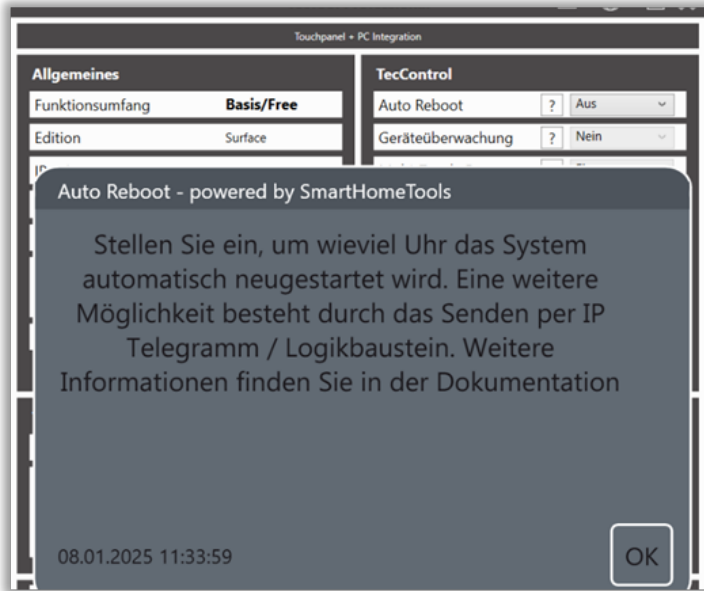 Touchpanel + PC Integration
Allgemeines
Funktionsumfang Basis/Free
Edition Surface
TecControl
Auto Reboot ? Aus
Geräteüberwachung ? Nein
Auto Reboot - powered by SmartHomeTools
Stellen Sie ein, um wieviel Uhr das System
automatisch neugestartet wird. Eine weitere
Möglichkeit besteht durch das Senden per IP
Telegramm / Logikbaustein. Weitere
Informationen finden Sie in der Dokumentation
08.01.2025 11:33:59
OK